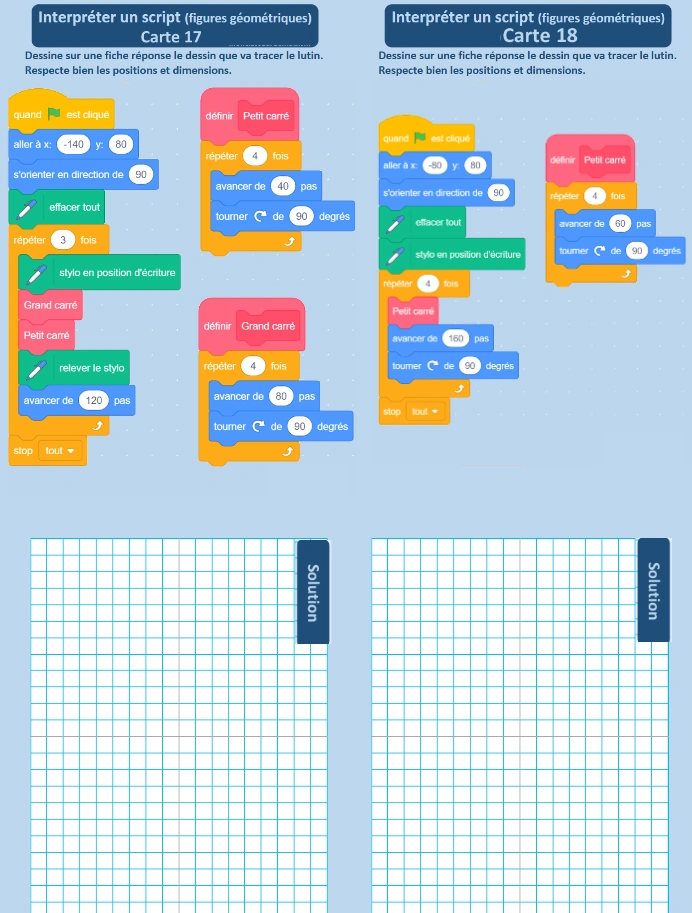 Interpréter un script (figures géométriques)
Carte 17
Dessine sur une fiche réponse le dessin que va tracer le lutin.
Respecte bien les positions et dimensions.
quand est cliqué
aller à x: -140 y: 80
s'orienter en direction de 90
effacer tout
répéter 3 fois
stylo en position d'écriture
Grand carré
Petit carré
relever le stylo
avancer de 120 pas
stop tout
définir Petit carré
répéter 4 fois
avancer de 40 pas
tourner de 90 degrés
définir Grand carré
répéter 4 fois
avancer de 80 pas
tourner de 90 degrés
Solution
Interpréter un script (figures géométriques)
Carte 18
Dessine sur une fiche réponse le dessin que va tracer le lutin.
Respecte bien les positions et dimensions.
quand est cliqué
aller à x: -80 y: 80
s'orienter en direction de 90
effacer tout
stylo en position d'écriture
répéter 4 fois
Petit carré
avancer de 160 pas
tourner de 90 degrés
stop tout
définir Petit carré
répéter 4 fois
avancer de 60 pas
tourner de 90 degrés
Solution